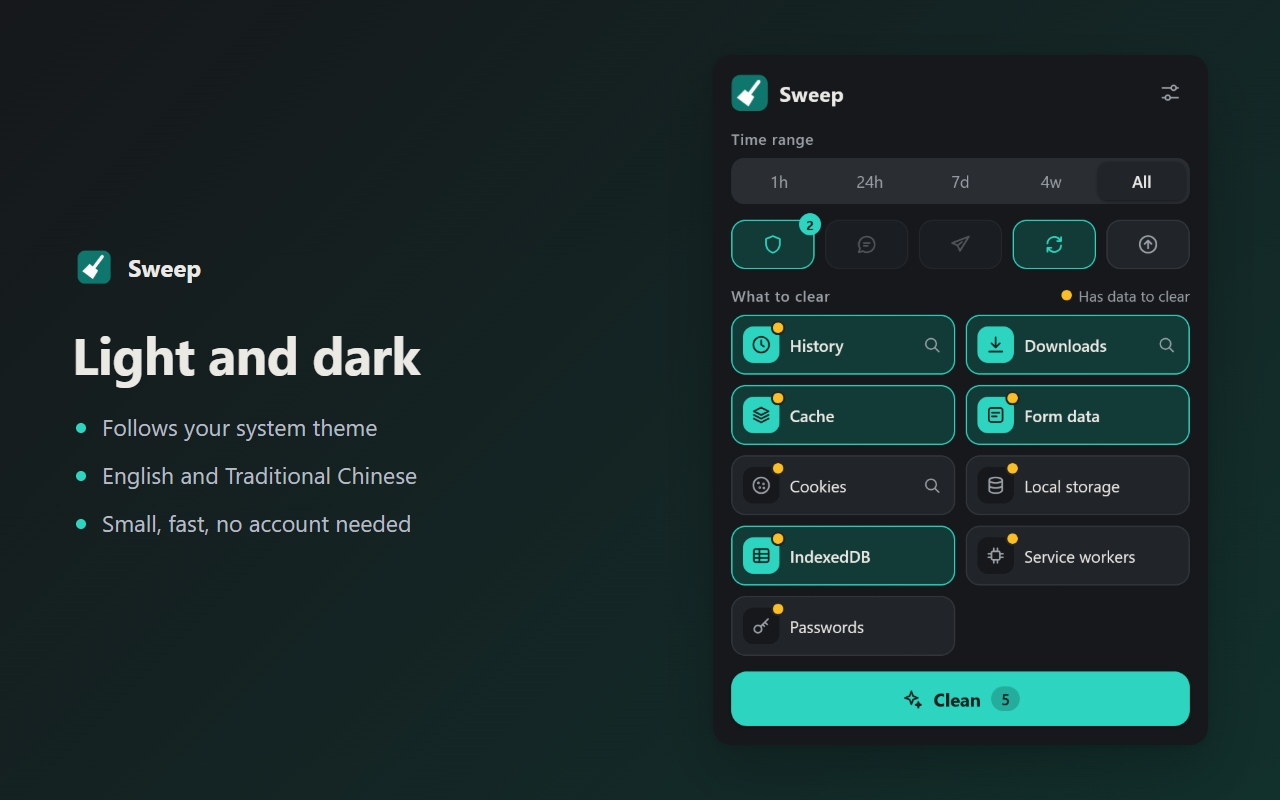 Sweep
Light and dark
Follows your system theme
English and Traditional Chinese
Small, fast, no account needed
Sweep
Time range
1h 24h 7d 4w All
2
What to clear Has data to clear
History Downloads
Cache Form data
Cookies Local storage
IndexedDB Service workers
Passwords
Clean 5